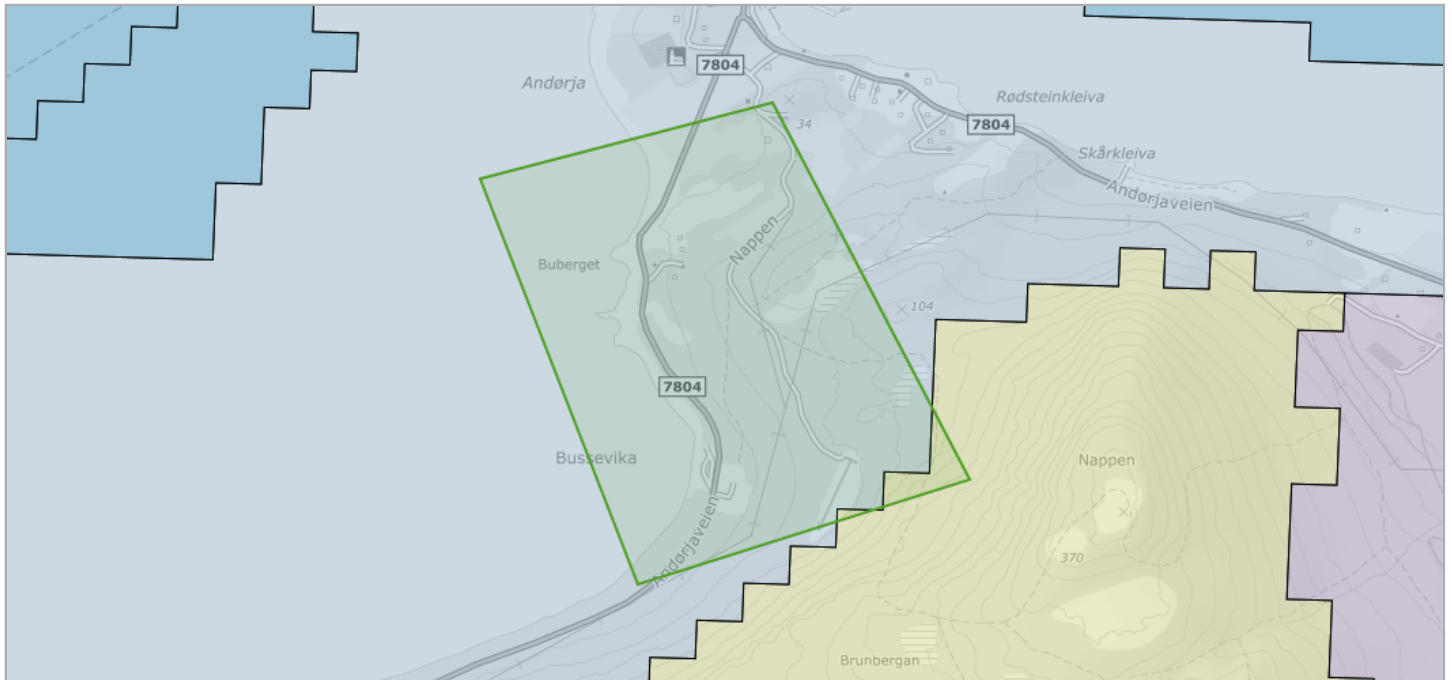 7804
Andørja
Rødsteinkleiva
34
7804
Skårkleiva
Andørjaveien
Nappen
Buberget
104
7804
Bussevika
Nappen
Andørjaveien
370
Brunbergan